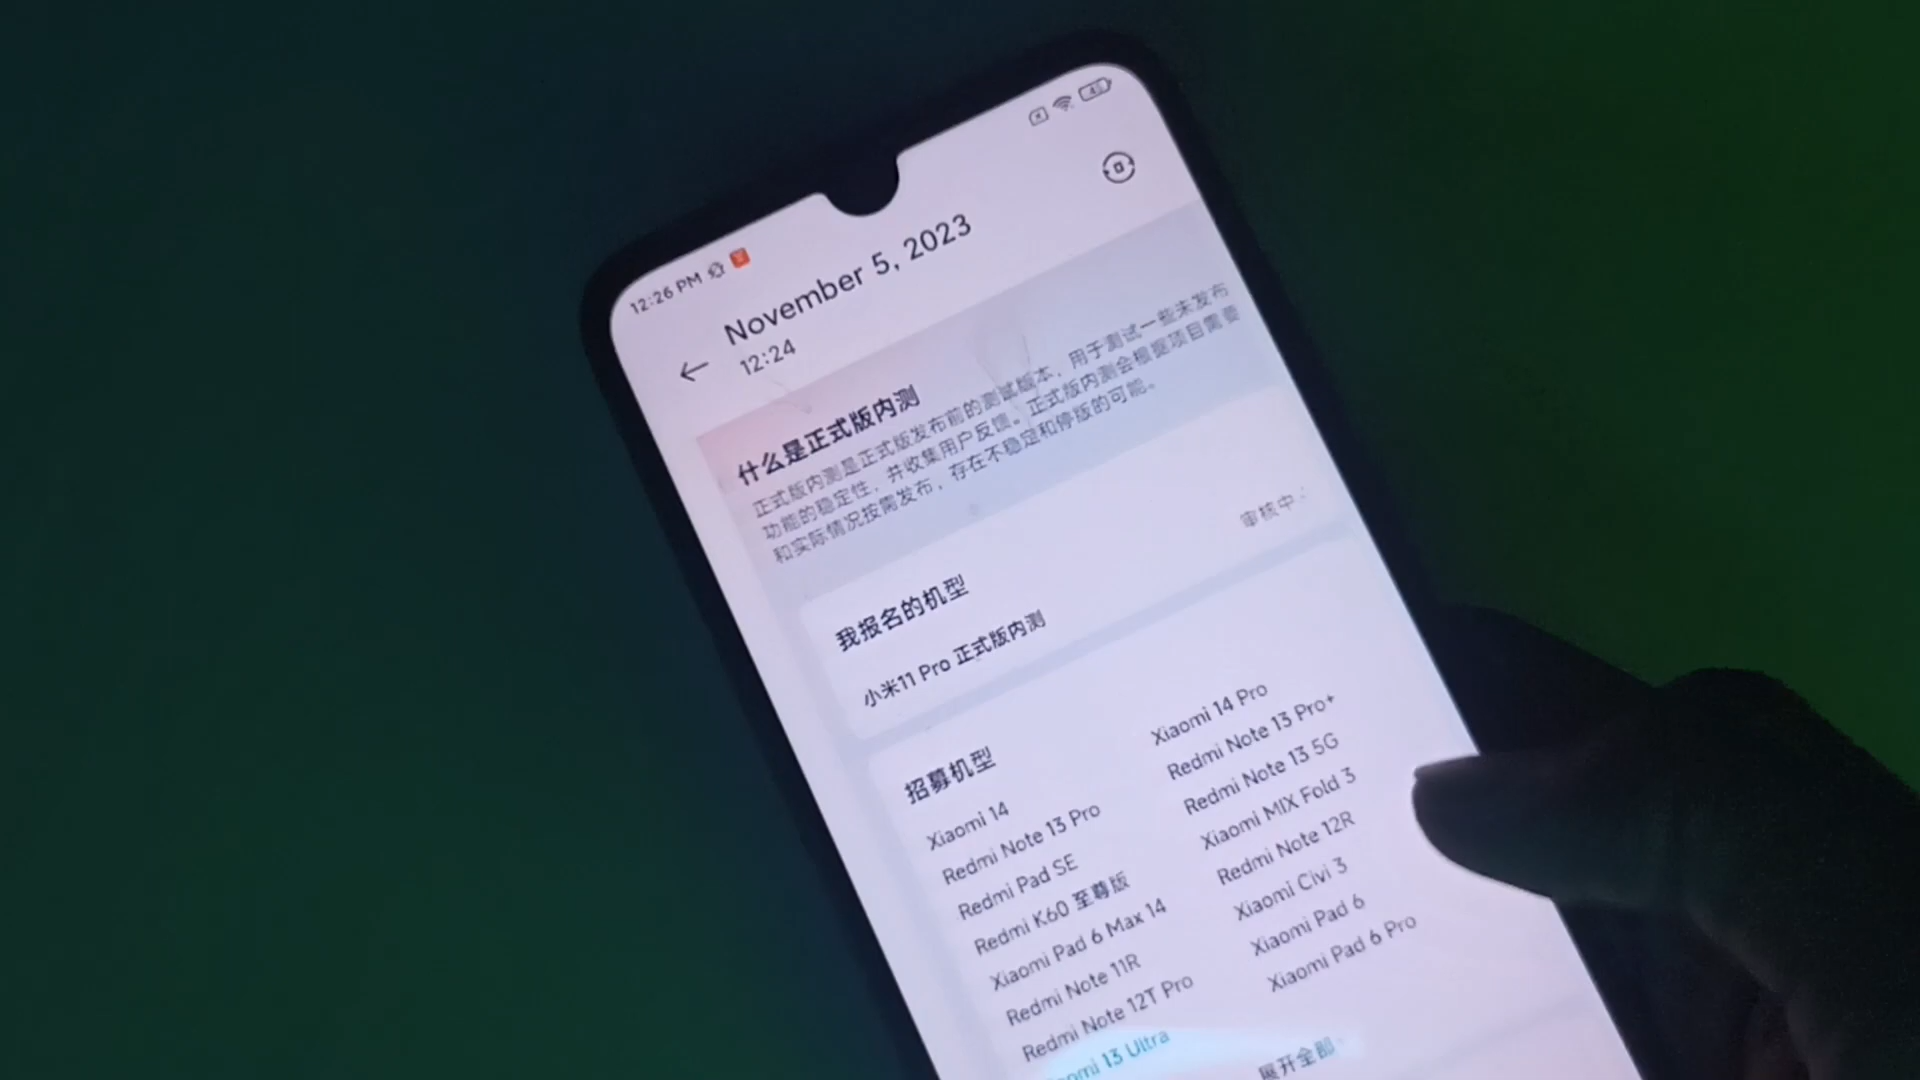 12:26 PM
November 5, 2023
12:24
什么是正式版内测
正式版内测是正式版发布前的测试版本,用于测试一些未发布
功能的稳定性,并收集用户反馈。正式版内测会根据项目需要
和实际情况按需发布,存在不稳定和停版的可能。
我报名的机型
小米11 Pro 正式版内测
审核中
招募机型
Xiaomi 14
Xiaomi 14 Pro
Redmi Note 13 Pro
Redmi Note 13 Pro+
Redmi Pad SE
Redmi Note 13 5G
Redmi K60 至尊版
Xiaomi MIX Fold 3
Xiaomi Pad 6 Max 14
Redmi Note 12R
Redmi Note 11R
Xiaomi Civi 3
Redmi Note 12T Pro
Xiaomi Pad 6
13 Ultra
Xiaomi Pad 6 Pro
展开全部